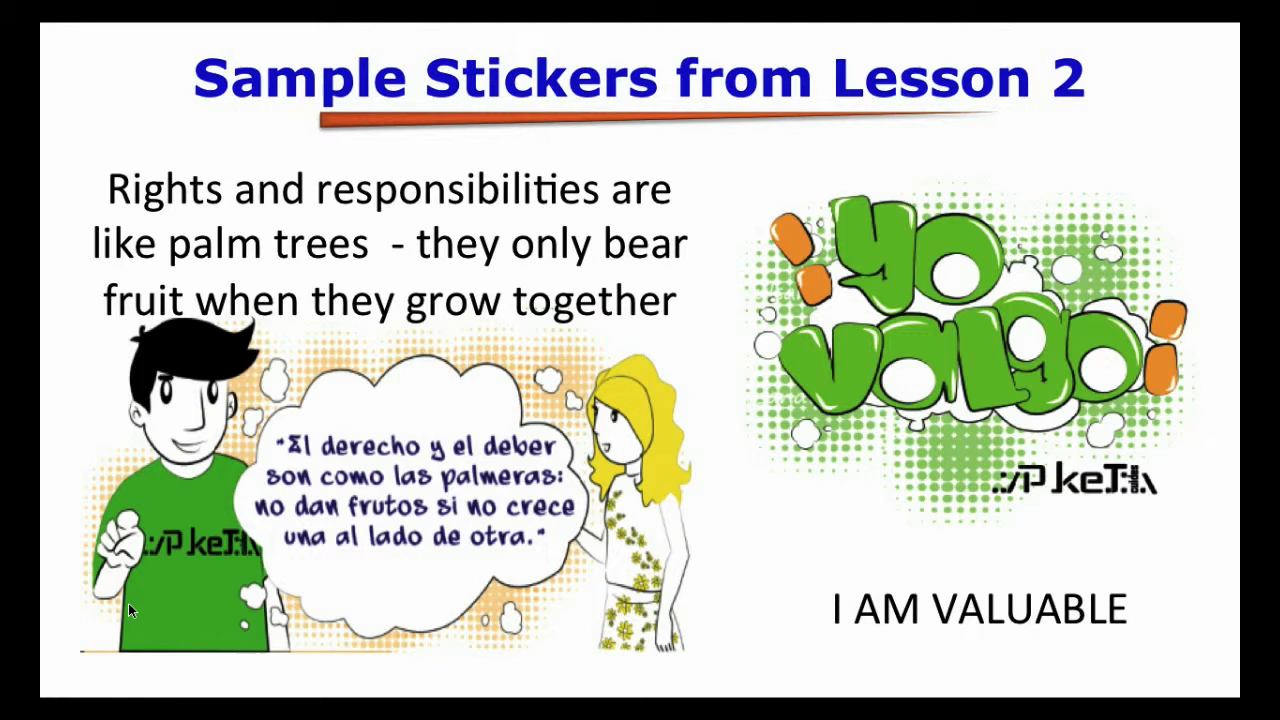 Sample Stickers from Lesson 2
Rights and responsibilities are
like palm trees - they only bear
fruit when they grow together
"El derecho y el deber
son como las palmeras:
no dan frutos si no crece
una al lado de otra."
¡yo
valgo!
I AM VALUABLE